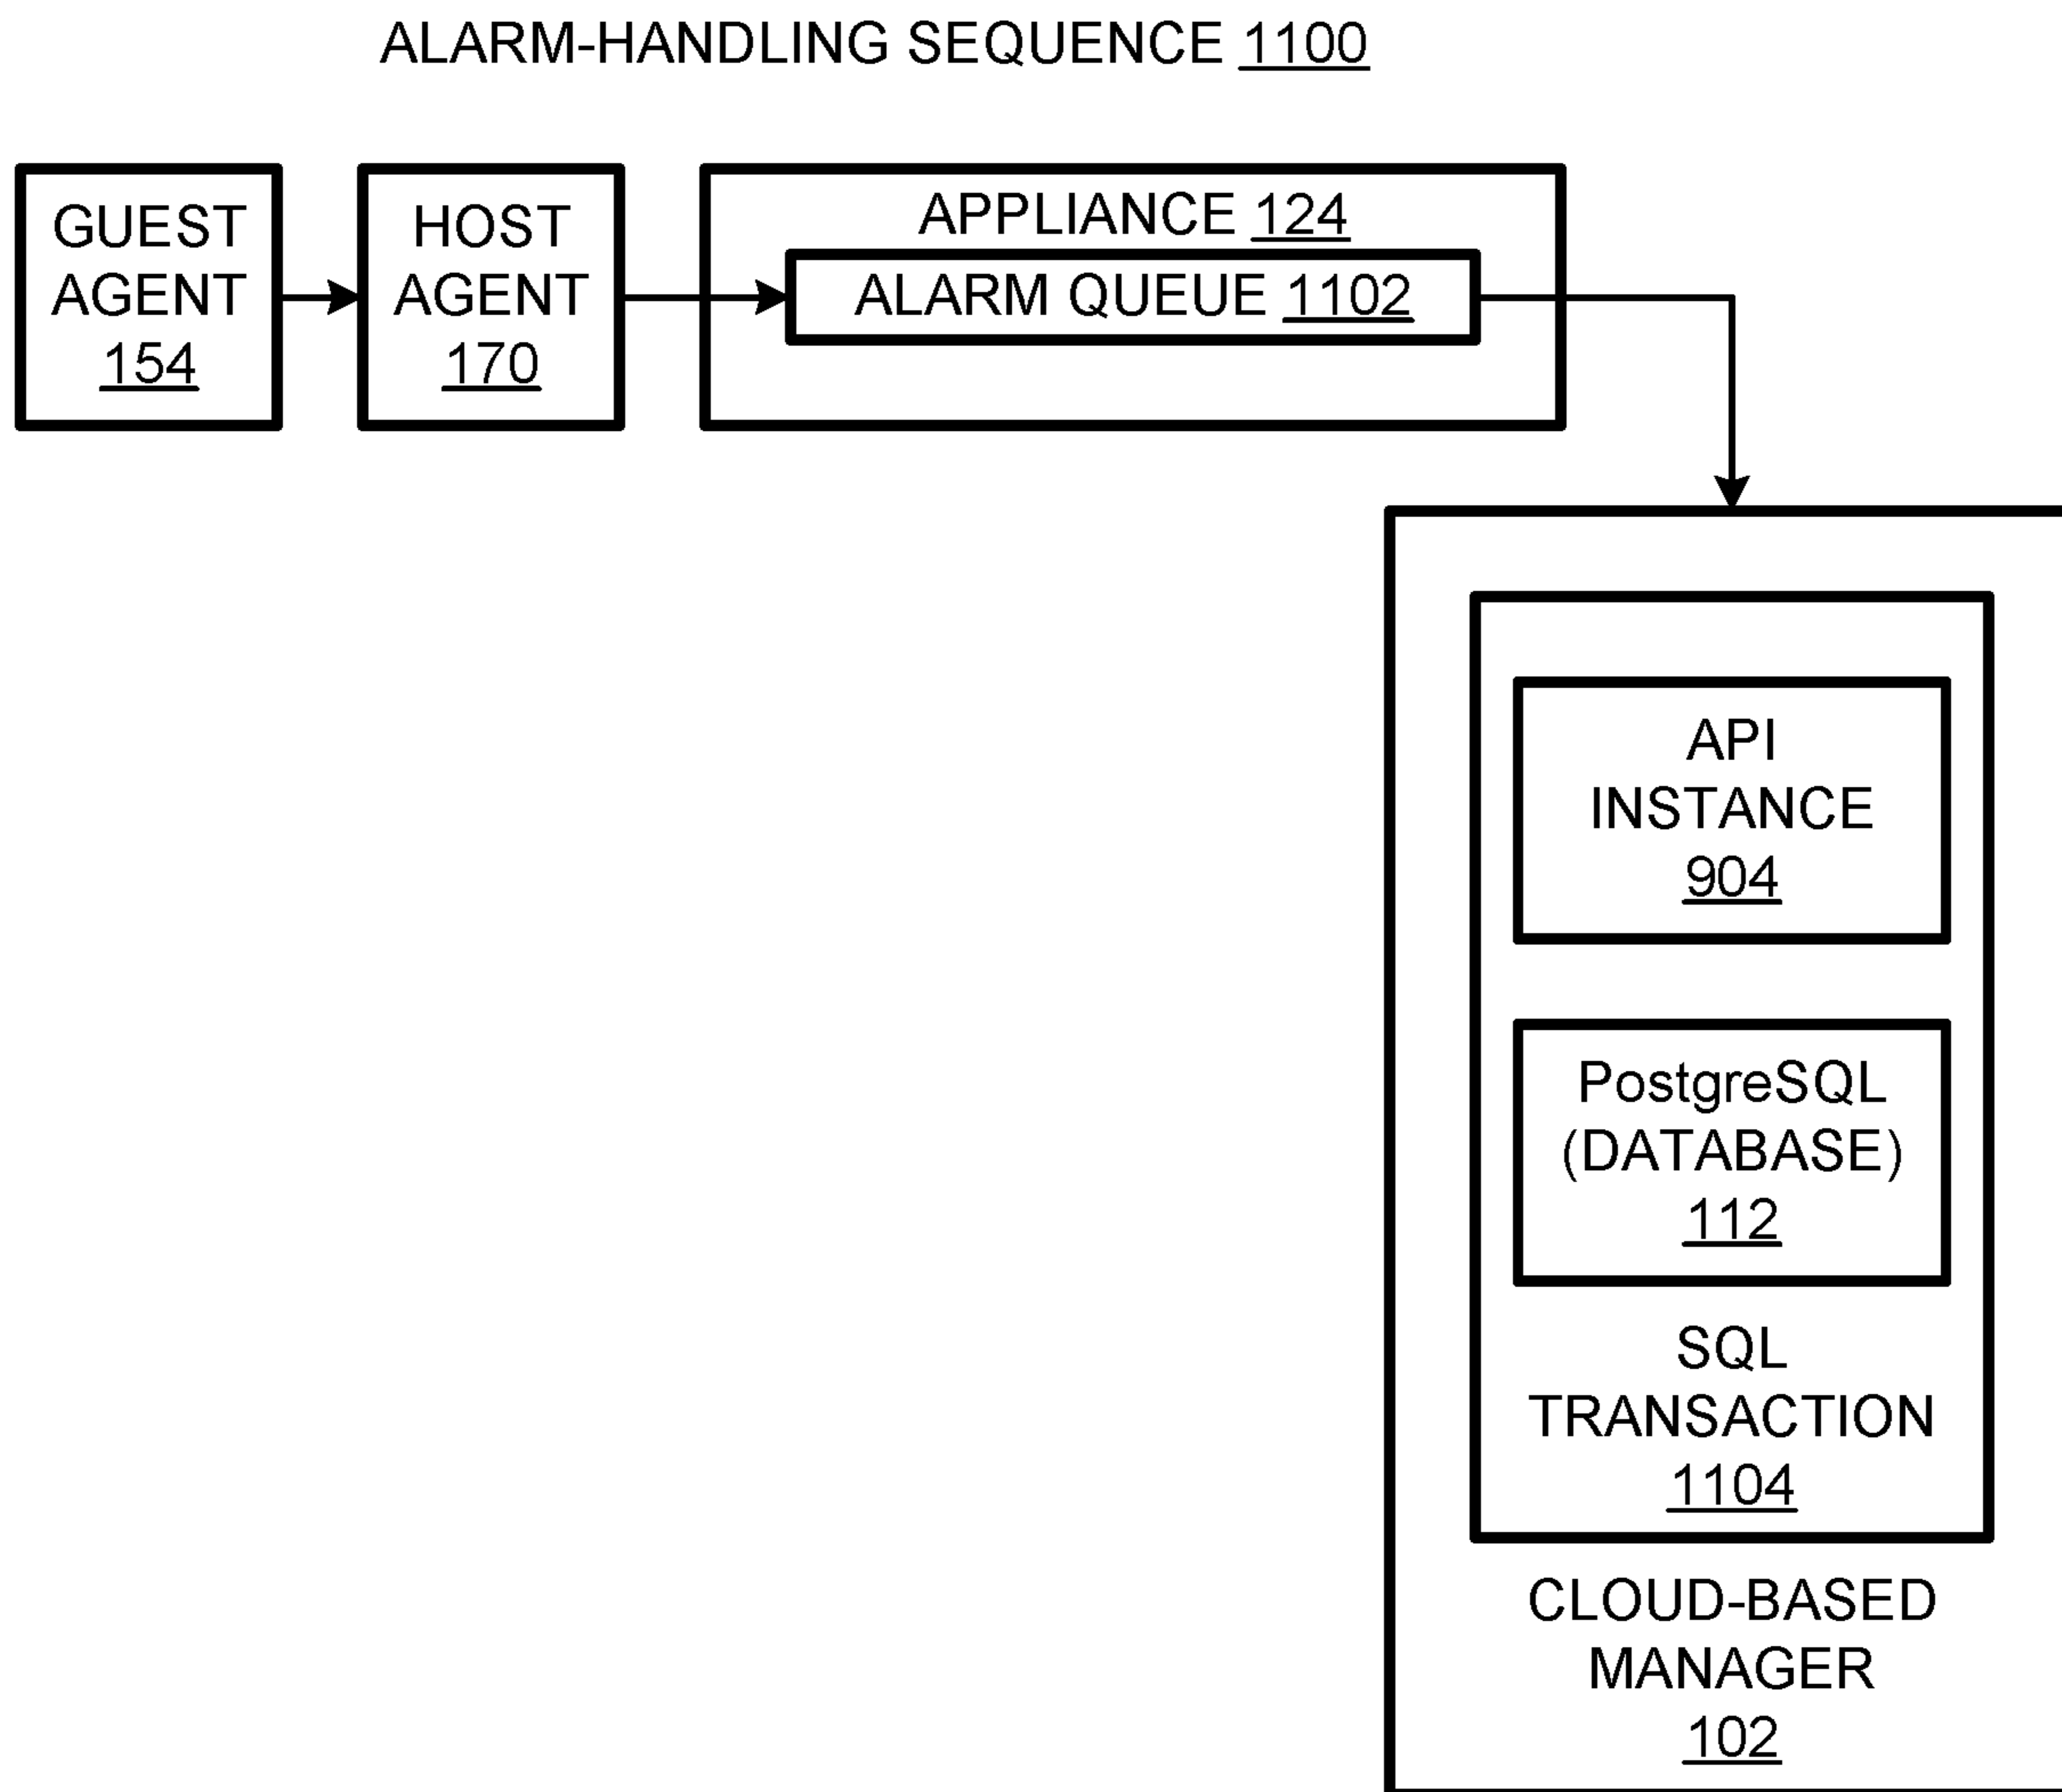 ALARM-HANDLING SEQUENCE 1100
GUEST
AGENT
154
HOST
AGENT
170
APPLIANCE 124
ALARM QUEUE 1102
API
INSTANCE
904
PostgreSQL
(DATABASE)
112
SQL
TRANSACTION
1104
CLOUD-BASED
MANAGER
102